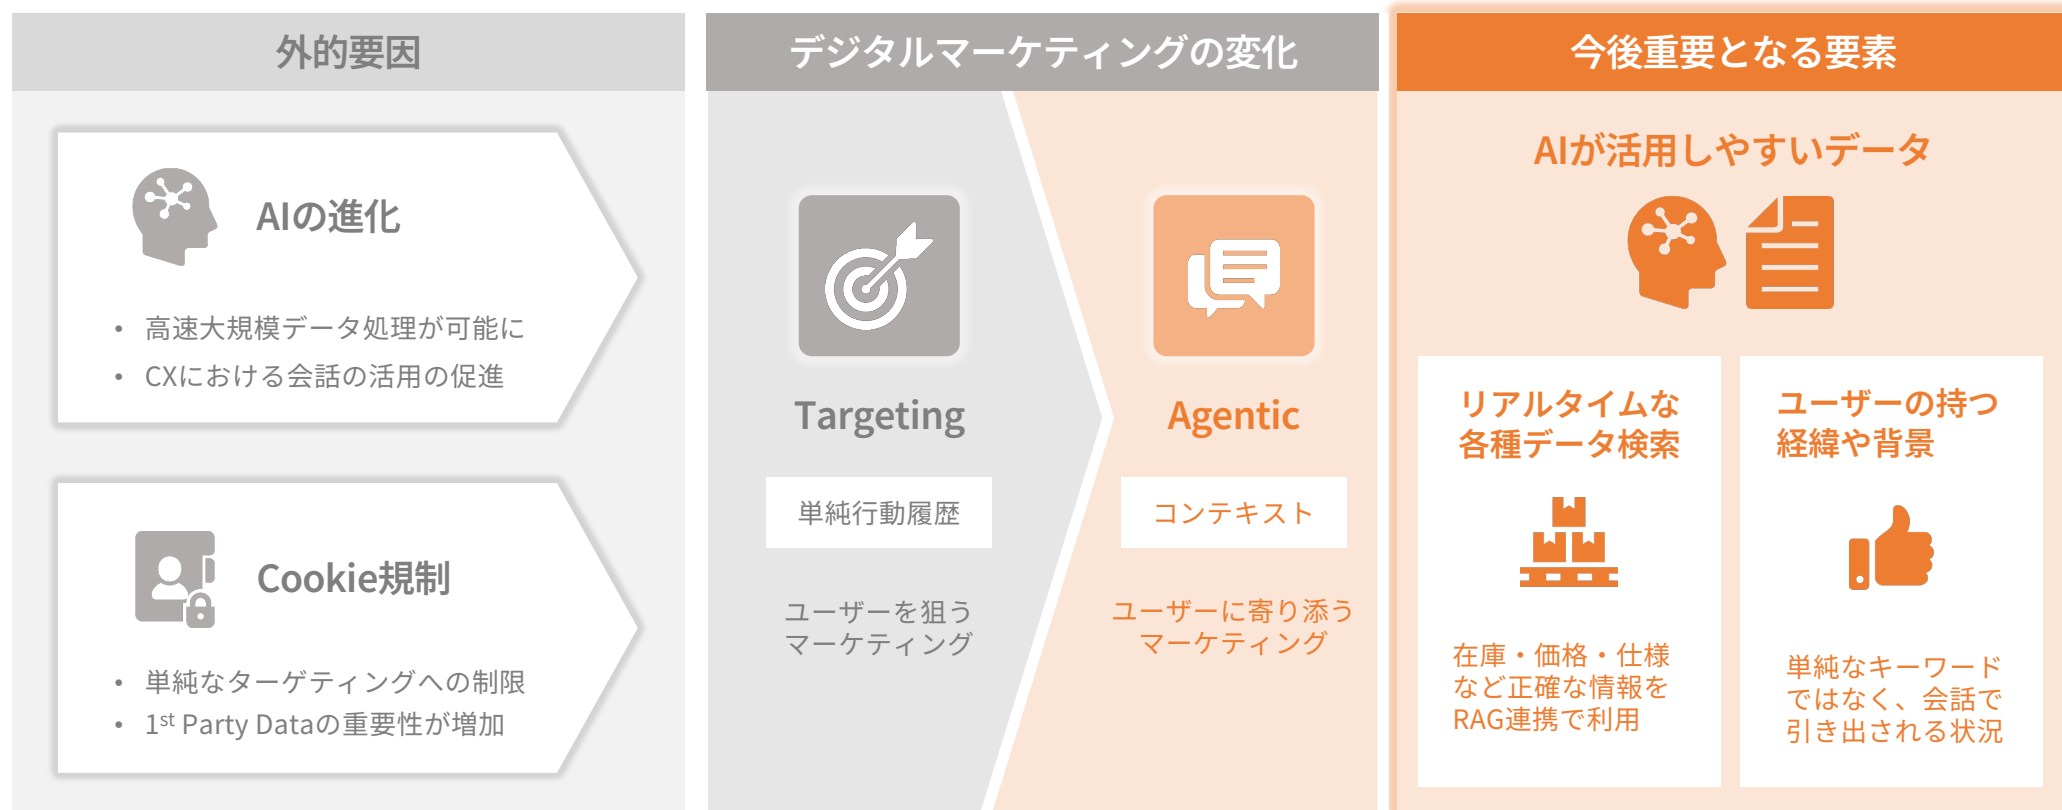 外的要因
AIの進化
• 高速大規模データ処理が可能に
• CXにおける会話の活用の促進
Cookie規制
• 単純なターゲティングへの制限
• 1st Party Dataの重要性が増加
デジタルマーケティングの変化
Targeting
単純行動履歴
ユーザーを狙う
マーケティング
Agentic
コンテキスト
ユーザーに寄り添う
マーケティング
今後重要となる要素
AIが活用しやすいデータ
リアルタイムな
各種データ検索
在庫・価格・仕様
など正確な情報を
RAG連携で利用
ユーザーの持つ
経緯や背景
単純なキーワード
ではなく、会話で
引き出される状況